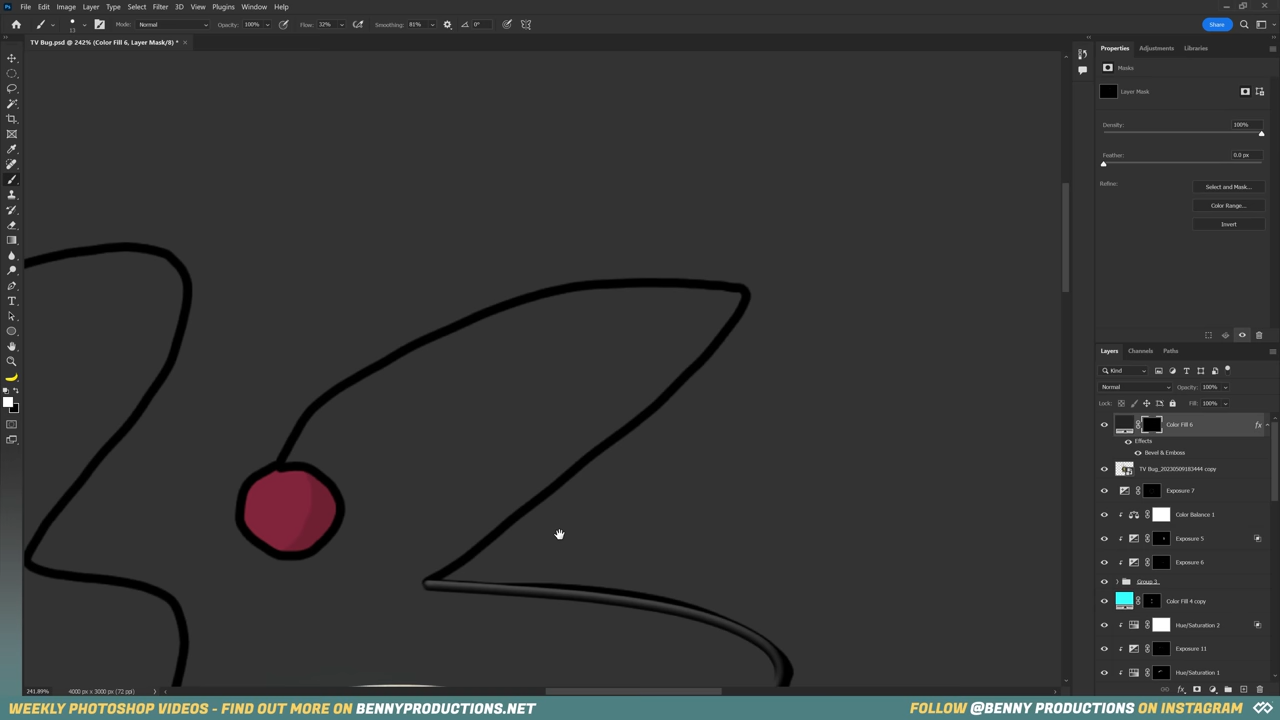 File Edit Image Layer Type Select Filter 3D View Plugins Window Help
13 Mode: Normal Opacity: 100% Flow: 32% Smoothing: 81% 0° Share
TV Bug.psd @ 242% (Color Fill 6, Layer Mask/8) * ×
Properties Adjustments Libraries
Masks
Layer Mask
Density: 100%
Feather: 0.0 px
Refine: Select and Mask...
Color Range...
Invert
Layers Channels Paths
Kind
Normal Opacity: 100%
Lock: Fill: 100%
Color Fill 6 fx
Effects
Bevel & Emboss
TV Bug_20230509183444 copy
Exposure 7
Color Balance 1
Exposure 5
Exposure 6
Group 3
Color Fill 4 copy
Hue/Saturation 2
Exposure 11
Hue/Saturation 1
241.89% 4000 px x 3000 px (72 ppi)
WEEKLY PHOTOSHOP VIDEOS - FIND OUT MORE ON BENNYPRODUCTIONS.NET
FOLLOW @BENNY PRODUCTIONS ON INSTAGRAM